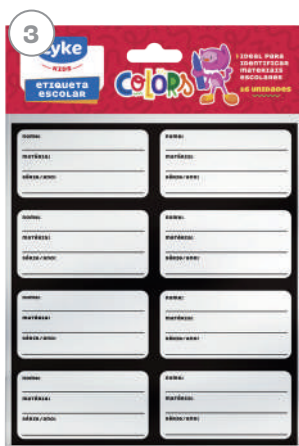 3
tyke
KIDS
ETIQUETA
ESCOLAR
COLORS
IDEAL PARA
IDENTIFICAR
MATERIAIS
ESCOLARES
16 UNIDADES
NOME:
MATÉRIA:
SÉRIE/ANO:
NOME:
MATÉRIA:
SÉRIE/ANO:
NOME:
MATÉRIA:
SÉRIE/ANO:
NOME:
MATÉRIA:
SÉRIE/ANO:
NOME:
MATÉRIA:
SÉRIE/ANO:
NOME:
MATÉRIA:
SÉRIE/ANO:
NOME:
MATÉRIA:
SÉRIE/ANO:
NOME:
MATÉRIA:
SÉRIE/ANO: